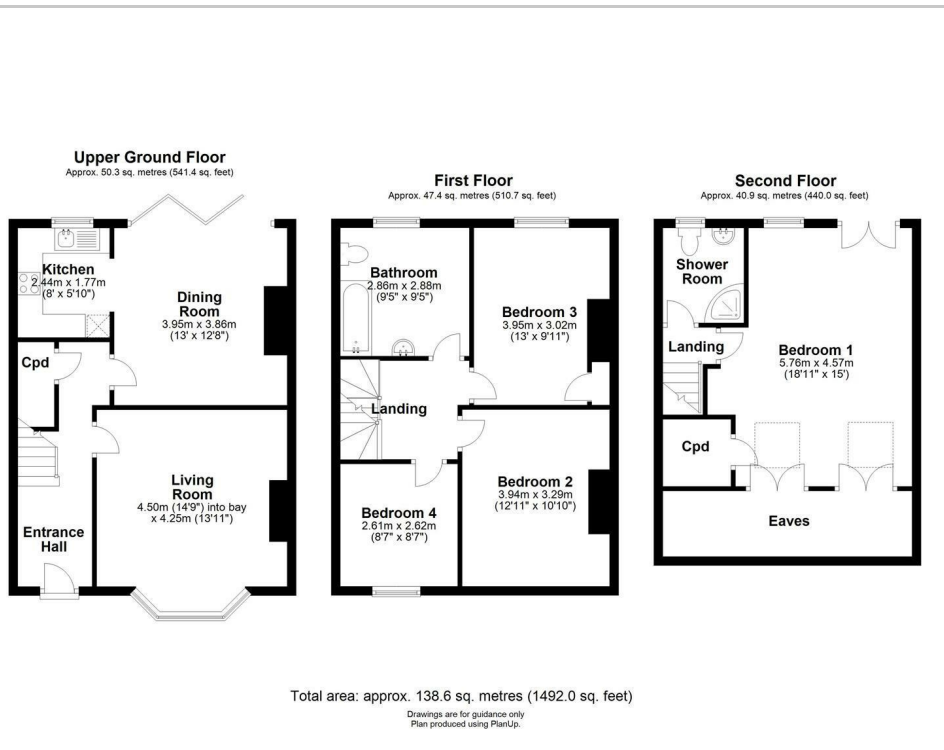 Upper Ground Floor
Approx. 50.3 sq. metres (541.4 sq. feet)
Kitchen
2.44m x 1.77m
(8' x 5'10")
Dining
Room
3.95m x 3.86m
(13' x 12'8")
Cpd
Living
Room
4.50m (14'9") into bay
x 4.25m (13'11")
Entrance
Hall
First Floor
Approx. 47.4 sq. metres (510.7 sq. feet)
Bathroom
2.86m x 2.88m
(9'5" x 9'5")
Bedroom 3
3.95m x 3.02m
(13' x 9'11")
Landing
Bedroom 2
3.94m x 3.29m
(12'11" x 10'10")
Bedroom 4
2.61m x 2.62m
(8'7" x 8'7")
Second Floor
Approx. 40.9 sq. metres (440.0 sq. feet)
Shower
Room
Landing
Bedroom 1
5.76m x 4.57m
(18'11" x 15')
Cpd
Eaves
Total area: approx. 138.6 sq. metres (1492.0 sq. feet)
Drawings are for guidance only
Plan produced using PlanUp.